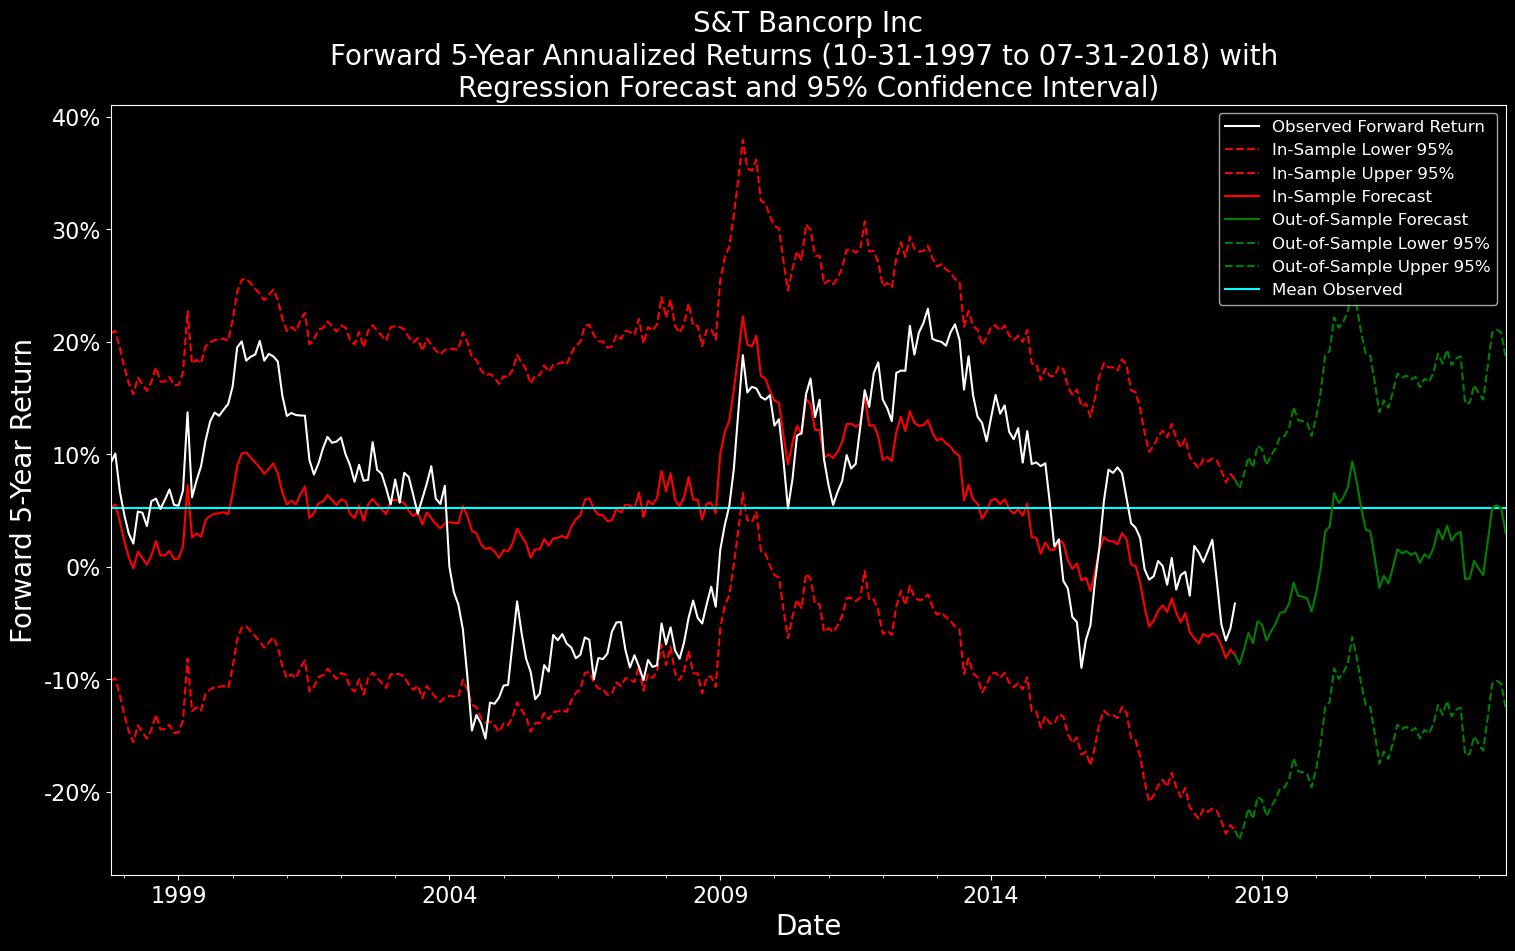 S&T Bancorp Inc
Forward 5-Year Annualized Returns (10-31-1997 to 07-31-2018) with
Regression Forecast and 95% Confidence Interval)
Forward 5-Year Return
40%
30%
20%
10%
0%
-10%
-20%
Observed Forward Return
In-Sample Lower 95%
In-Sample Upper 95%
In-Sample Forecast
Out-of-Sample Forecast
Out-of-Sample Lower 95%
Out-of-Sample Upper 95%
Mean Observed
1999
2004
2009
2014
2019
Date